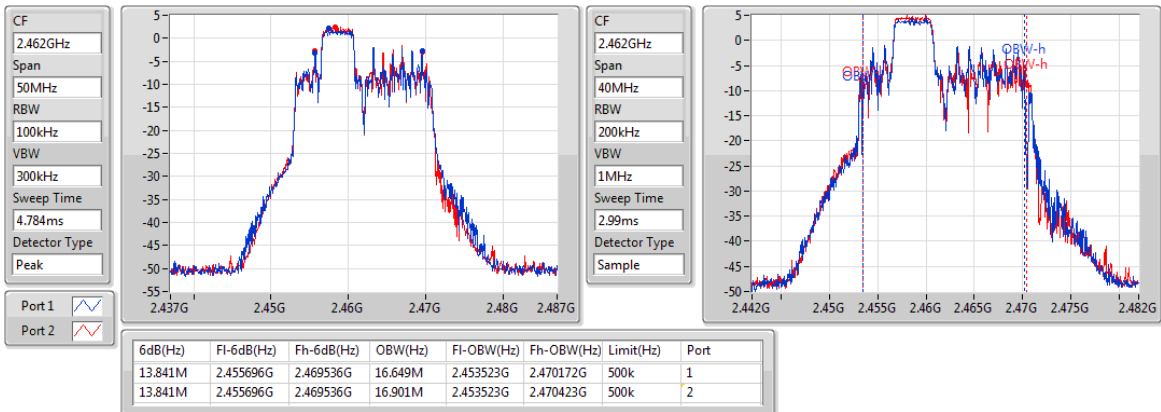 CF
2.462GHz
Span
50MHz
RBW
100kHz
VBW
300kHz
Sweep Time
4.784ms
Detector Type
Peak
Port 1
Port 2
5
0
-5
-10
-15
-20
-25
-30
-35
-40
-45
-50
-55
2.437G
2.45G
2.46G
2.47G
2.48G
2.487G
CF
2.462GHz
Span
40MHz
RBW
200kHz
VBW
1MHz
Sweep Time
2.99ms
Detector Type
Sample
5
0
-5
-10
-15
-20
-25
-30
-35
-40
-45
-50
OBW-h
OBW-h
2.442G
2.45G
2.455G
2.46G
2.465G
2.47G
2.475G
2.482G
6dB(Hz) Fl-6dB(Hz) Fh-6dB(Hz) OBW(Hz) Fl-OBW(Hz) Fh-OBW(Hz) Limit(Hz) Port
13.841M 2.455696G 2.469536G 16.649M 2.453523G 2.470172G 500k 1
13.841M 2.455696G 2.469536G 16.901M 2.453523G 2.470423G 500k 2